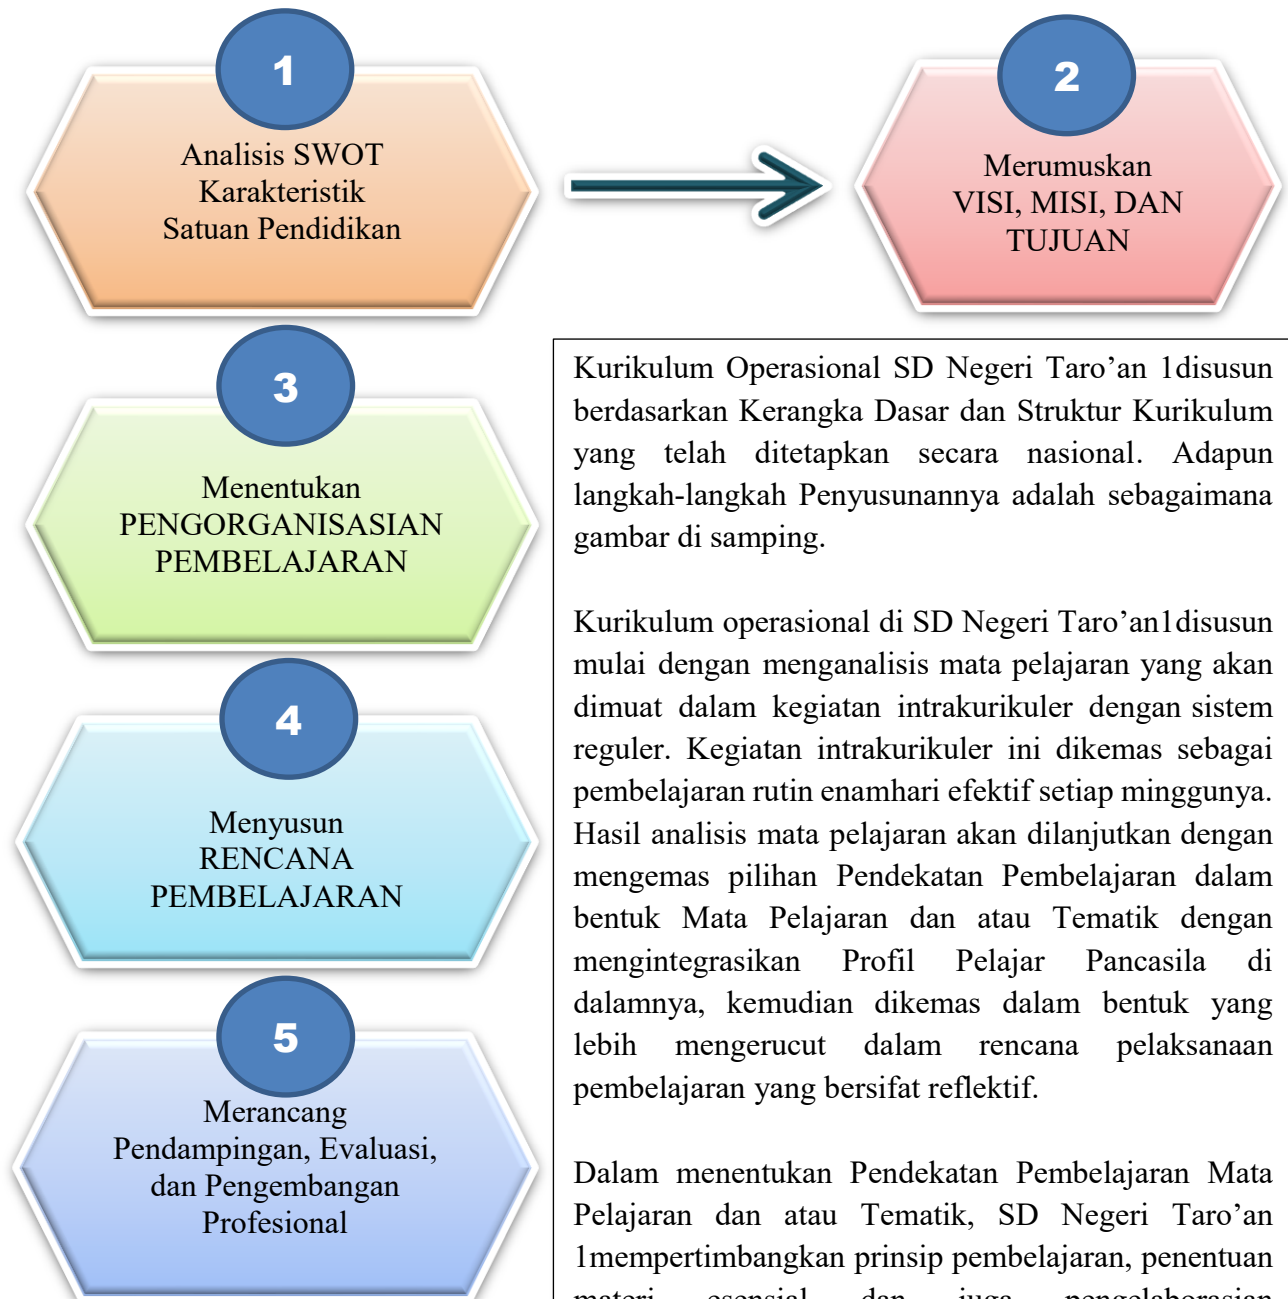 1
Analisis SWOT
Karakteristik
Satuan Pendidikan
2
Merumuskan
VISI, MISI, DAN
TUJUAN
3
Menentukan
PENGORGANISASIAN
PEMBELAJARAN
4
Menyusun
RENCANA
PEMBELAJARAN
5
Merancang
Pendampingan, Evaluasi,
dan Pengembangan
Profesional
Kurikulum Operasional SD Negeri Taro’an 1disusun
berdasarkan Kerangka Dasar dan Struktur Kurikulum
yang telah ditetapkan secara nasional. Adapun
langkah-langkah Penyusunannya adalah sebagaimana
gambar di samping.
Kurikulum operasional di SD Negeri Taro’an1disusun
mulai dengan menganalisis mata pelajaran yang akan
dimuat dalam kegiatan intrakurikuler dengan sistem
reguler. Kegiatan intrakurikuler ini dikemas sebagai
pembelajaran rutin enamhari efektif setiap minggunya.
Hasil analisis mata pelajaran akan dilanjutkan dengan
mengemas pilihan Pendekatan Pembelajaran dalam
bentuk Mata Pelajaran dan atau Tematik dengan
mengintegrasikan Profil Pelajar Pancasila di
dalamnya, kemudian dikemas dalam bentuk yang
lebih mengerucut dalam rencana pelaksanaan
pembelajaran yang bersifat reflektif.
Dalam menentukan Pendekatan Pembelajaran Mata
Pelajaran dan atau Tematik, SD Negeri Taro’an
1mempertimbangkan prinsip pembelajaran, penentuan
materi esensial dan juga pengelaborasian